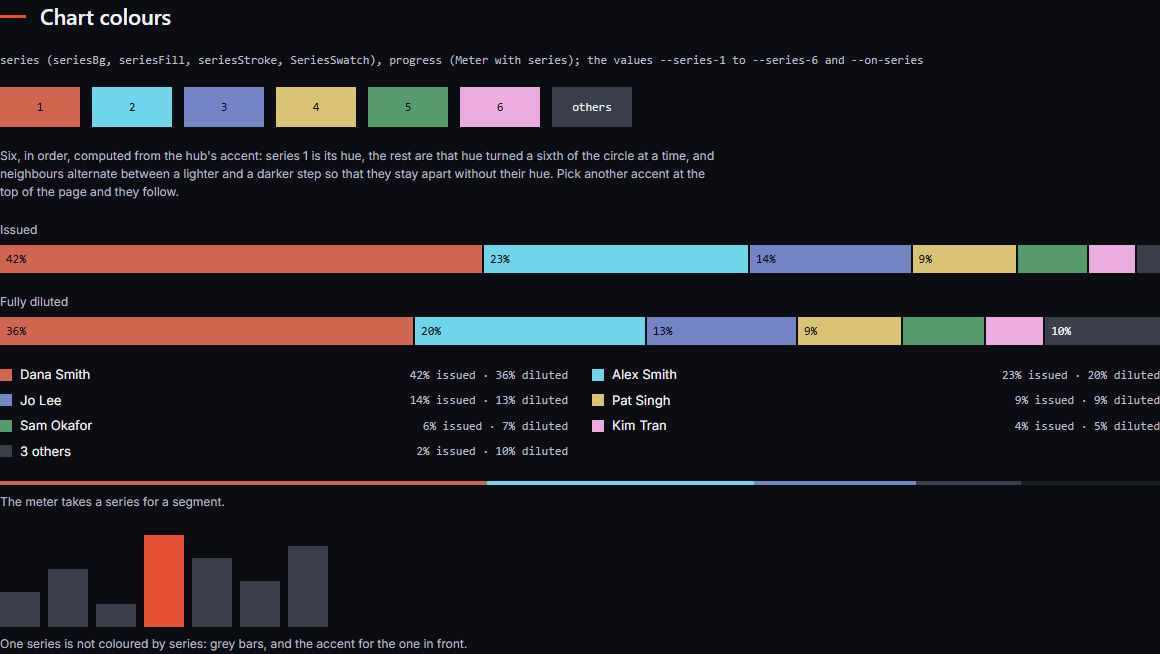 Chart colours
series (seriesBg, seriesFill, seriesStroke, SeriesSwatch), progress (Meter with series); the values --series-1 to --series-6 and --on-series
1 2 3 4 5 6 others
Six, in order, computed from the hub's accent: series 1 is its hue, the rest are that hue turned a sixth of the circle at a time, and
neighbours alternate between a lighter and a darker step so that they stay apart without their hue. Pick another accent at the
top of the page and they follow.
Issued
42% 23% 14% 9%
Fully diluted
36% 20% 13% 9% 10%
Dana Smith 42% issued · 36% diluted Alex Smith 23% issued · 20% diluted
Jo Lee 14% issued · 13% diluted Pat Singh 9% issued · 9% diluted
Sam Okafor 6% issued · 7% diluted Kim Tran 4% issued · 5% diluted
3 others 2% issued · 10% diluted
The meter takes a series for a segment.
One series is not coloured by series: grey bars, and the accent for the one in front.